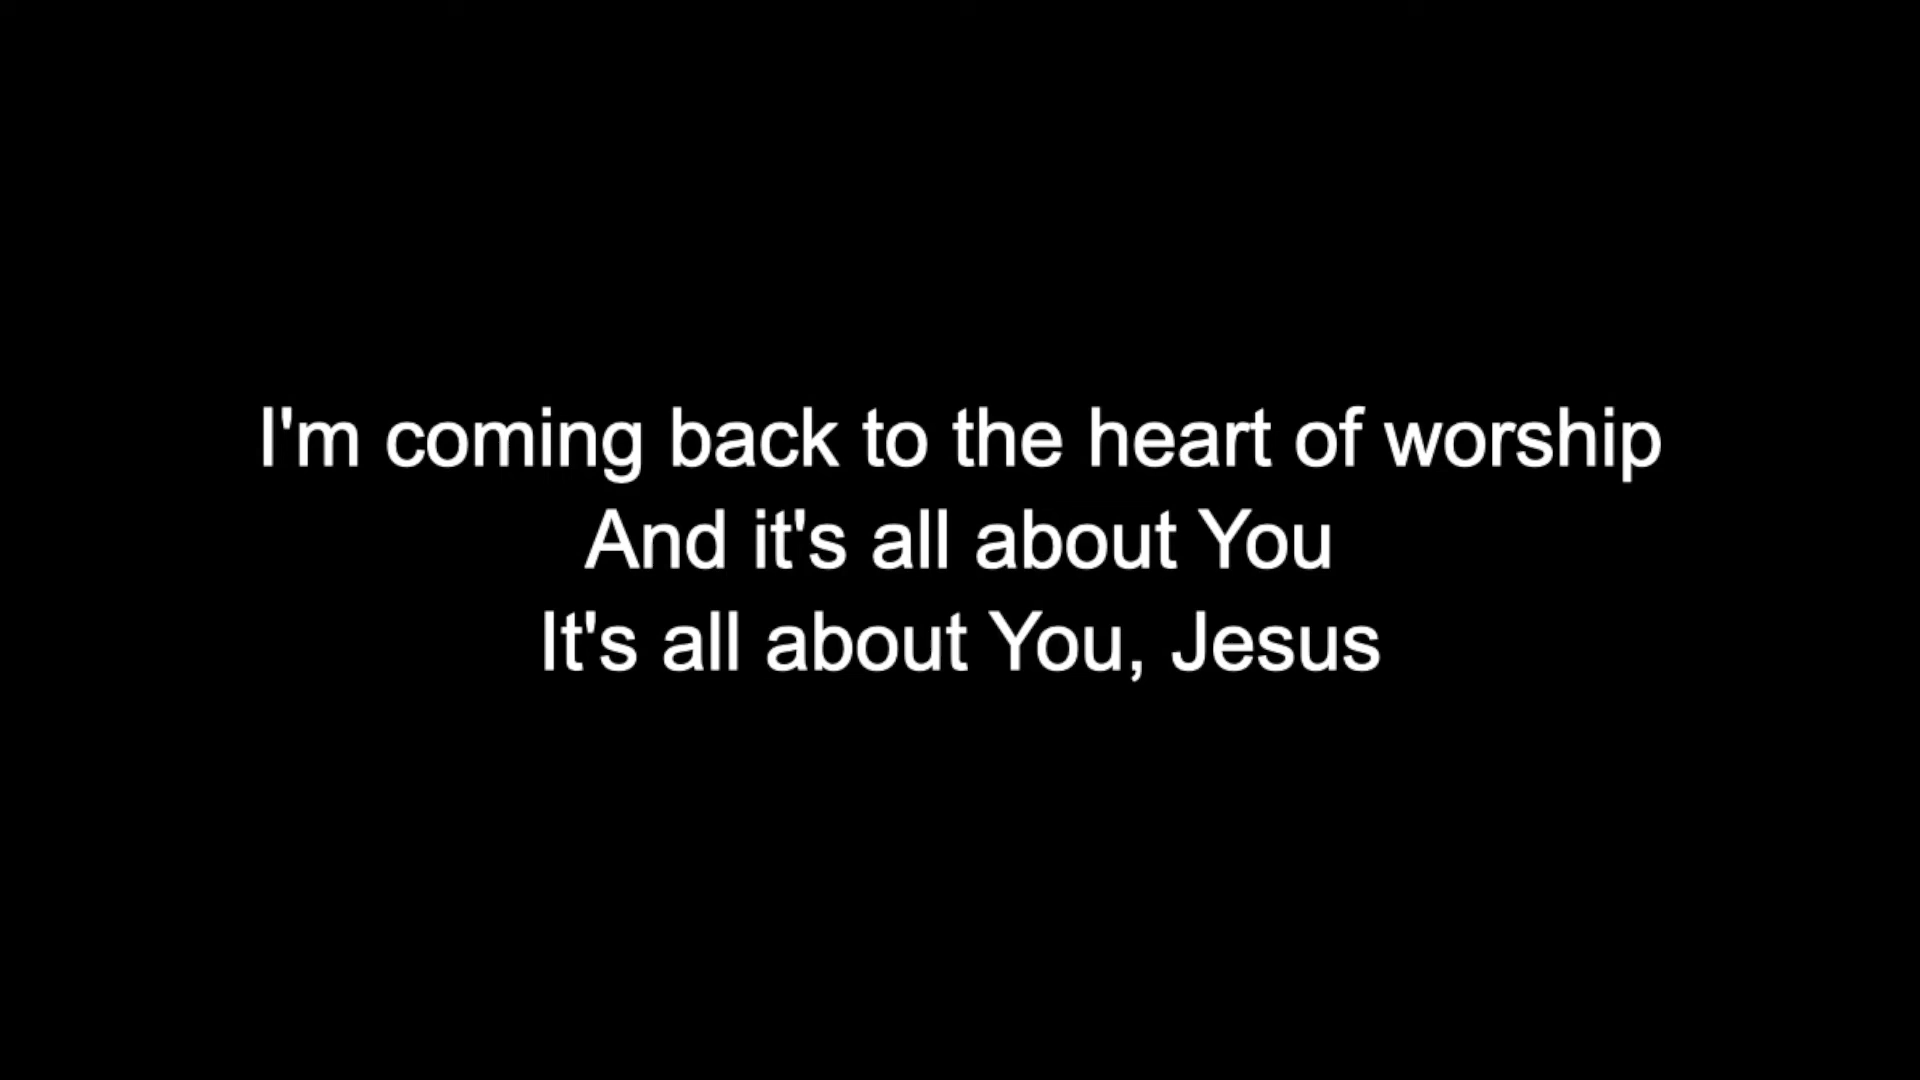 I'm coming back to the heart of worship
And it's all about You
It's all about You, Jesus